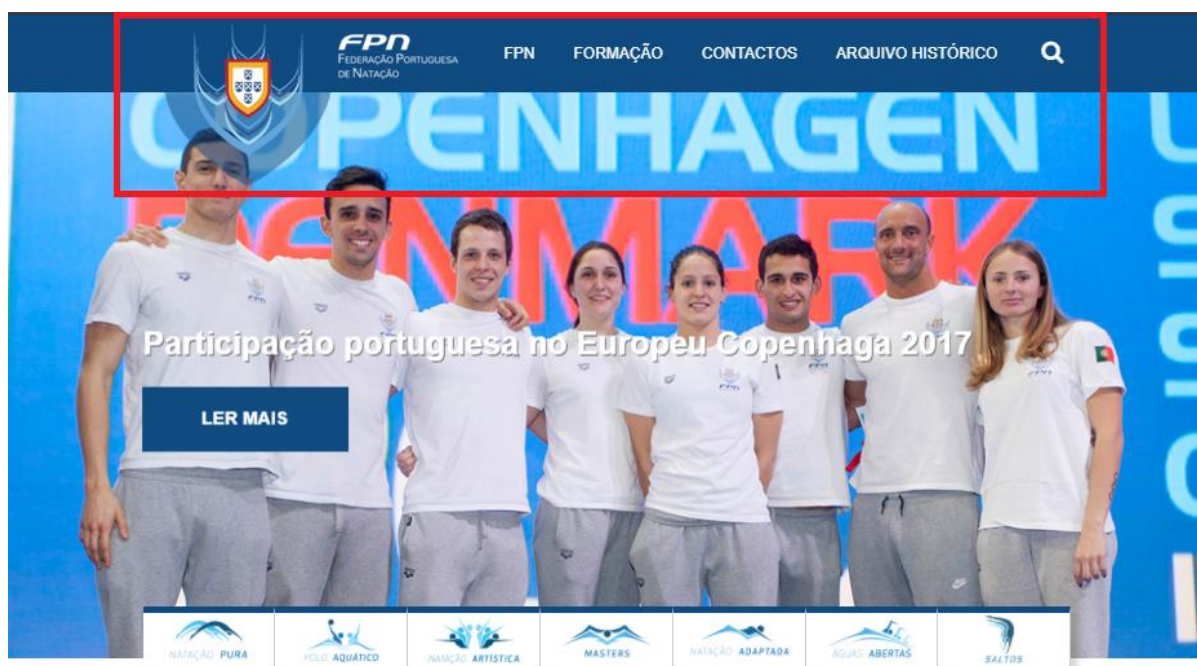 FPN
FEDERAÇÃO PORTUGUESA
DE NATAÇÃO
FPN
FORMAÇÃO
CONTACTOS
ARQUIVO HISTÓRICO
COPENHAGEN
DENMARK
Participação portuguesa no Europeu Copenhaga 2017
LER MAIS
NATAÇÃO PURA
POLO AQUÁTICO
NATAÇÃO ARTÍSTICA
MASTERS
NATAÇÃO ADAPTADA
ÁGUAS ABERTAS
SALTOS